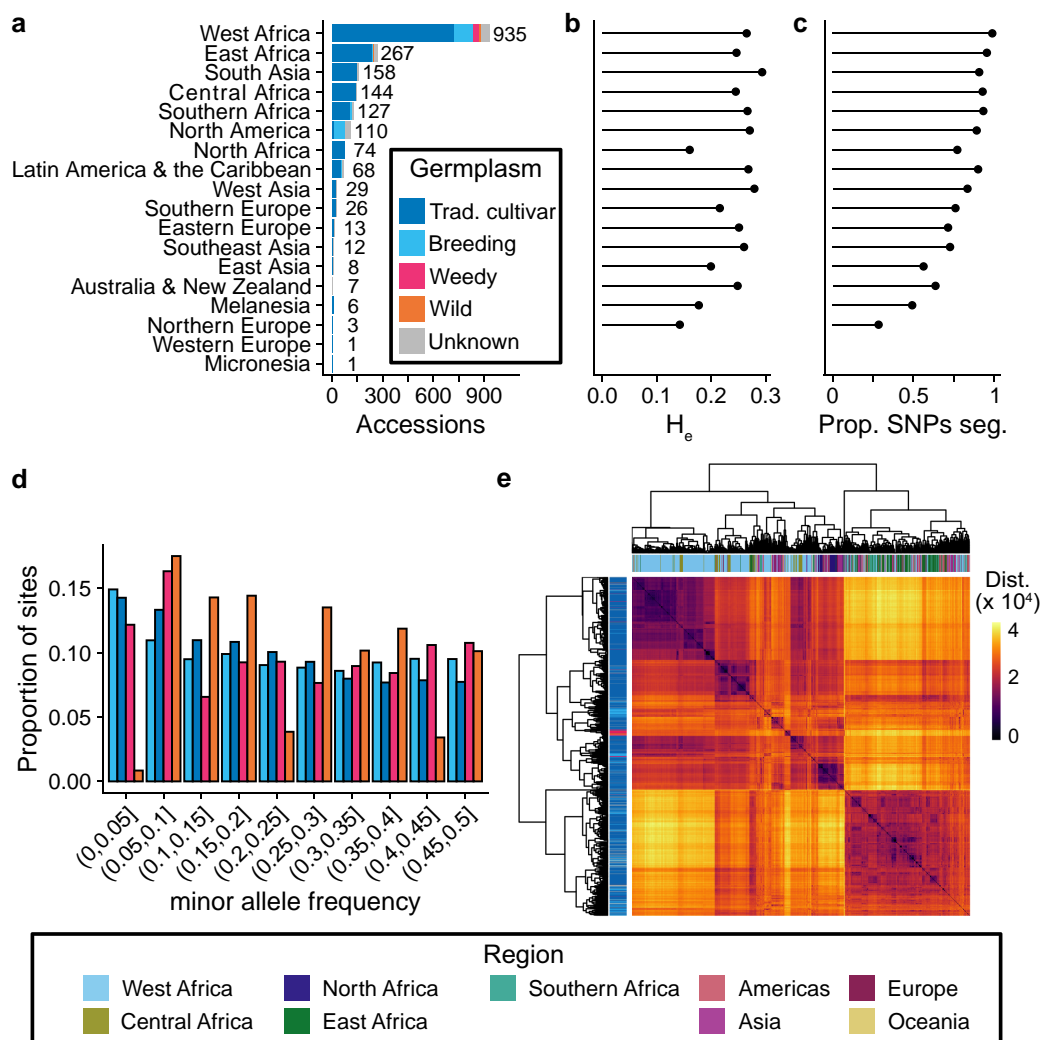 a
West Africa 935
East Africa 267
South Asia 158
Central Africa 144
Southern Africa 127
North America 110
North Africa 74
Latin America & the Caribbean 68
West Asia 29
Southern Europe 26
Eastern Europe 13
Southeast Asia 12
East Asia 8
Australia & New Zealand 7
Melanesia 6
Northern Europe 3
Western Europe 1
Micronesia 1
0 300 600 900
Accessions
Germplasm
Trad. cultivar
Breeding
Weedy
Wild
Unknown
b
0.0 0.1 0.2 0.3
He
c
0 0.5 1
Prop. SNPs seg.
d
Proportion of sites
0.15
0.10
0.05
0.00
(0,0.05]
(0.05,0.1]
(0.1,0.15]
(0.15,0.2]
(0.2,0.25]
(0.25,0.3]
(0.3,0.35]
(0.35,0.4]
(0.4,0.45]
(0.45,0.5]
minor allele frequency
e
Dist.
(x 10⁴)
4
2
0
Region
West Africa North Africa Southern Africa Americas Europe
Central Africa East Africa Asia Oceania